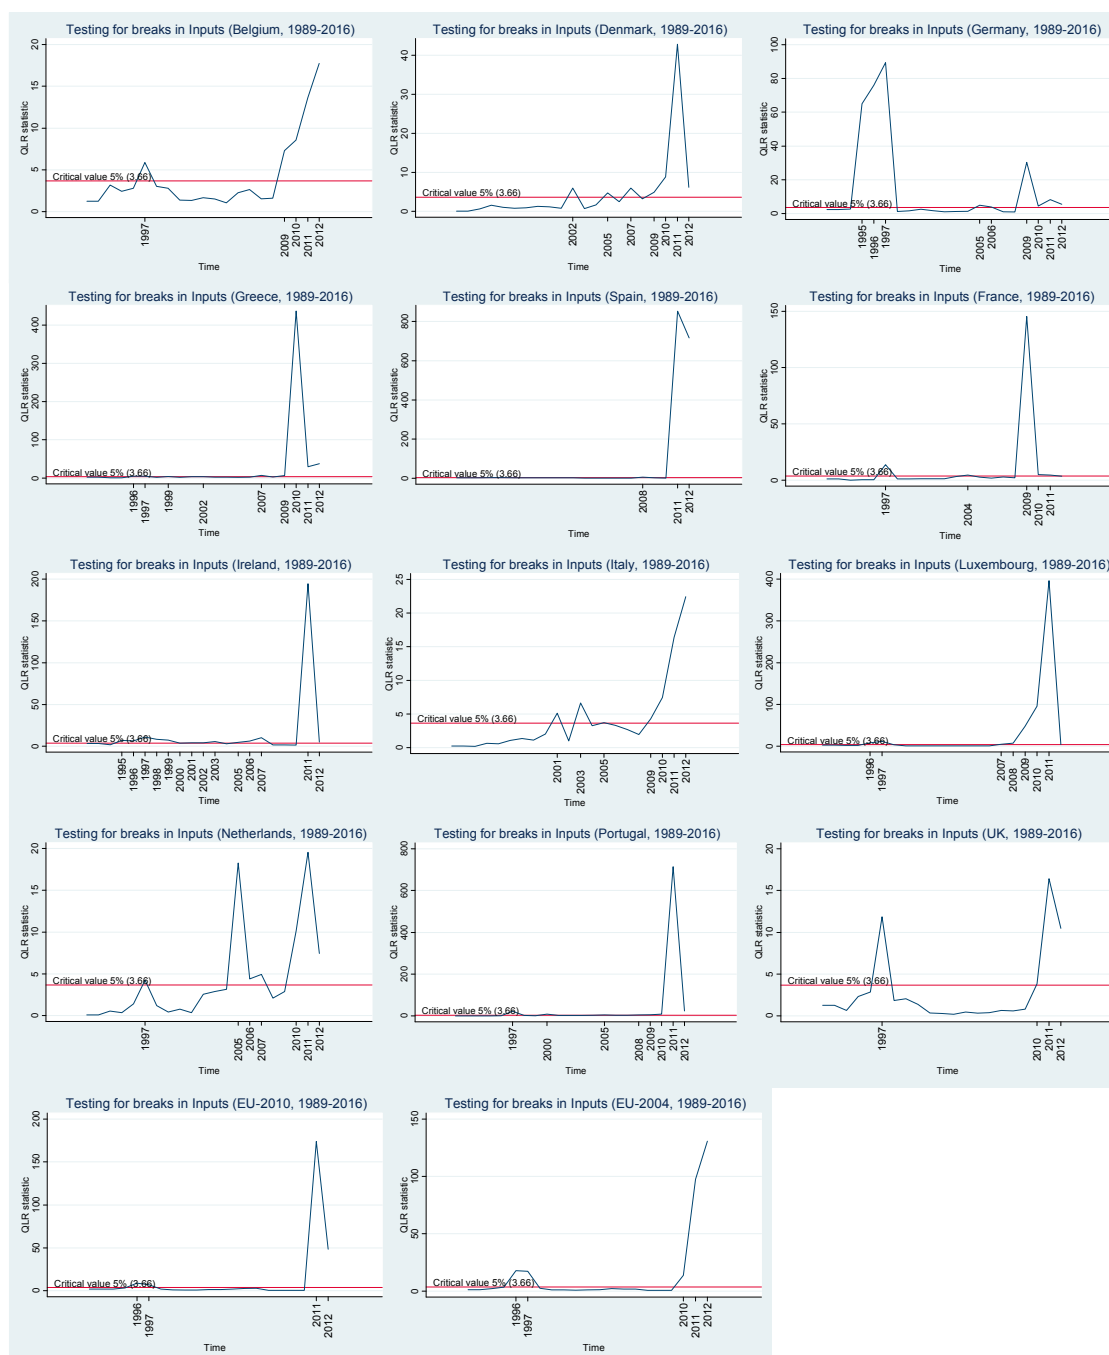 Testing for breaks in Inputs (Belgium, 1989-2016)
QLR statistic
20
15
10
5
0
Critical value 5% (3.66)
1997
2009
2010
2011
2012
Time
Testing for breaks in Inputs (Denmark, 1989-2016)
QLR statistic
40
30
20
10
0
Critical value 5% (3.66)
2002
2005
2007
2009
2010
2011
2012
Time
Testing for breaks in Inputs (Germany, 1989-2016)
QLR statistic
100
80
60
40
20
0
Critical value 5% (3.66)
1995
1996
1997
2005
2006
2009
2010
2011
2012
Time
Testing for breaks in Inputs (Greece, 1989-2016)
QLR statistic
400
300
200
100
0
Critical value 5% (3.66)
1996
1997
1999
2002
2007
2009
2010
2011
2012
Time
Testing for breaks in Inputs (Spain, 1989-2016)
QLR statistic
800
600
400
200
0
Critical value 5% (3.66)
2008
2011
2012
Time
Testing for breaks in Inputs (France, 1989-2016)
QLR statistic
150
100
50
0
Critical value 5% (3.66)
1997
2004
2009
2010
2011
Time
Testing for breaks in Inputs (Ireland, 1989-2016)
QLR statistic
200
150
100
50
0
Critical value 5% (3.66)
1995
1996
1997
1998
1999
2000
2001
2002
2003
2005
2006
2007
2011
2012
Time
Testing for breaks in Inputs (Italy, 1989-2016)
QLR statistic
25
20
15
10
5
0
Critical value 5% (3.66)
2001
2003
2005
2009
2010
2011
2012
Time
Testing for breaks in Inputs (Luxembourg, 1989-2016)
QLR statistic
400
300
200
100
0
Critical value 5% (3.66)
1996
1997
2007
2008
2009
2010
2011
Time
Testing for breaks in Inputs (Netherlands, 1989-2016)
QLR statistic
20
15
10
5
0
Critical value 5% (3.66)
1997
2005
2006
2007
2010
2011
2012
Time
Testing for breaks in Inputs (Portugal, 1989-2016)
QLR statistic
800
600
400
200
0
Critical value 5% (3.66)
1997
2000
2005
2008
2009
2010
2011
2012
Time
Testing for breaks in Inputs (UK, 1989-2016)
QLR statistic
20
15
10
5
0
Critical value 5% (3.66)
1997
2010
2011
2012
Time
Testing for breaks in Inputs (EU-2010, 1989-2016)
QLR statistic
200
150
100
50
0
Critical value 5% (3.66)
1996
1997
2011
2012
Time
Testing for breaks in Inputs (EU-2004, 1989-2016)
QLR statistic
150
100
50
0
Critical value 5% (3.66)
1996
1997
2010
2011
2012
Time